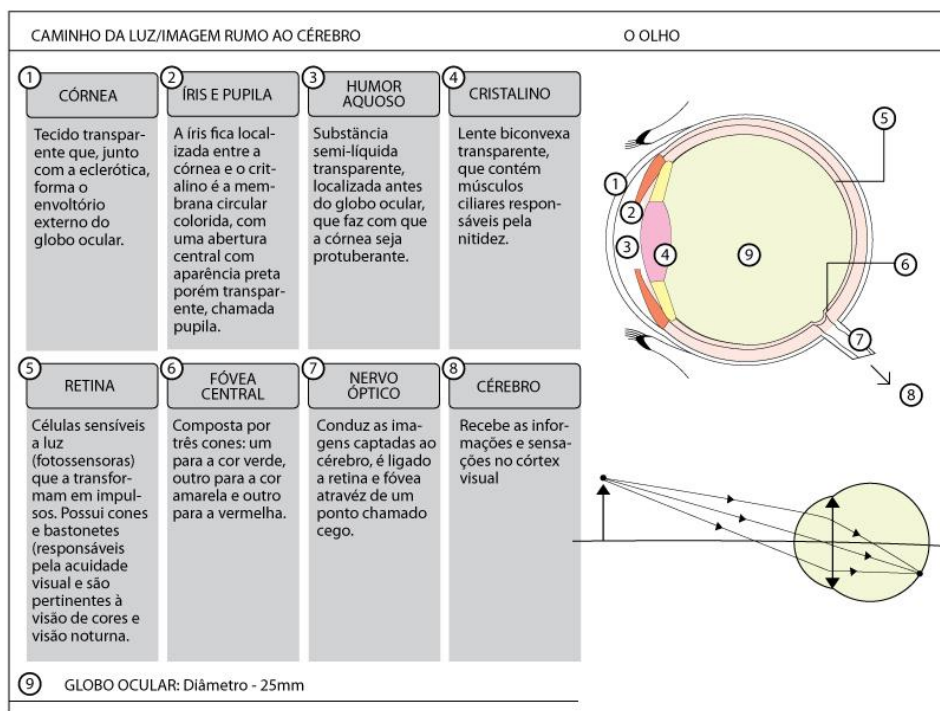 CAMINHO DA LUZ/IMAGEM RUMO AO CÉREBRO
O OLHO
1
CÓRNEA
Tecido transpar-
ente que, junto
com a eclerótica,
forma o
envoltório
externo do
globo ocular.
2
ÍRIS E PUPILA
A íris fica local-
izada entre a
córnea e o crit-
alino é a mem-
brana circular
colorida, com
uma abertura
central com
aparência preta
porém transpar-
ente, chamada
pupila.
3
HUMOR
AQUOSO
Substância
semi-líquida
transparente,
localizada antes
do globo ocular,
que faz com que
a córnea seja
protuberante.
4
CRISTALINO
Lente biconvexa
transparente,
que contém
músculos
ciliares respon-
sáveis pela
nitidez.
5
RETINA
Células sensíveis
a luz
(fotossensoras)
que a transfor-
mam em impul-
sos. Possui cones
e bastonetes
(responsáveis
pela acuidade
visual e são
pertinentes à
visão de cores e
visão noturna.
6
FÓVEA
CENTRAL
Composta por
três cones: um
para a cor verde,
outro para a cor
amarela e outro
para a vermelha.
7
NERVO
ÓPTICO
Conduz as ima-
gens captadas ao
cérebro, é ligado
a retina e fóvea
atravéz de um
ponto chamado
cego.
8
CÉREBRO
Recebe as infor-
mações e sensa-
ções no córtex
visual
9 GLOBO OCULAR: Diâmetro - 25mm
5
1
2
3
4
9
6
7
8